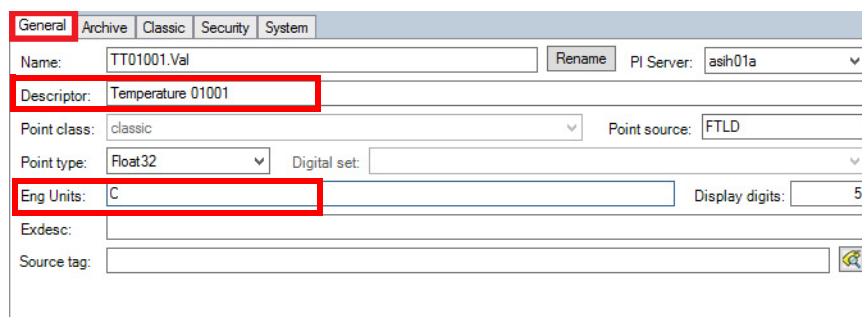 General Archive Classic Security System
Name: TT01001.Val Rename PI Server: asih01a
Descriptor: Temperature 01001
Point class: classic Point source: FTLD
Point type: Float32 Digital set:
Eng Units: C Display digits: 5
Exdesc:
Source tag: